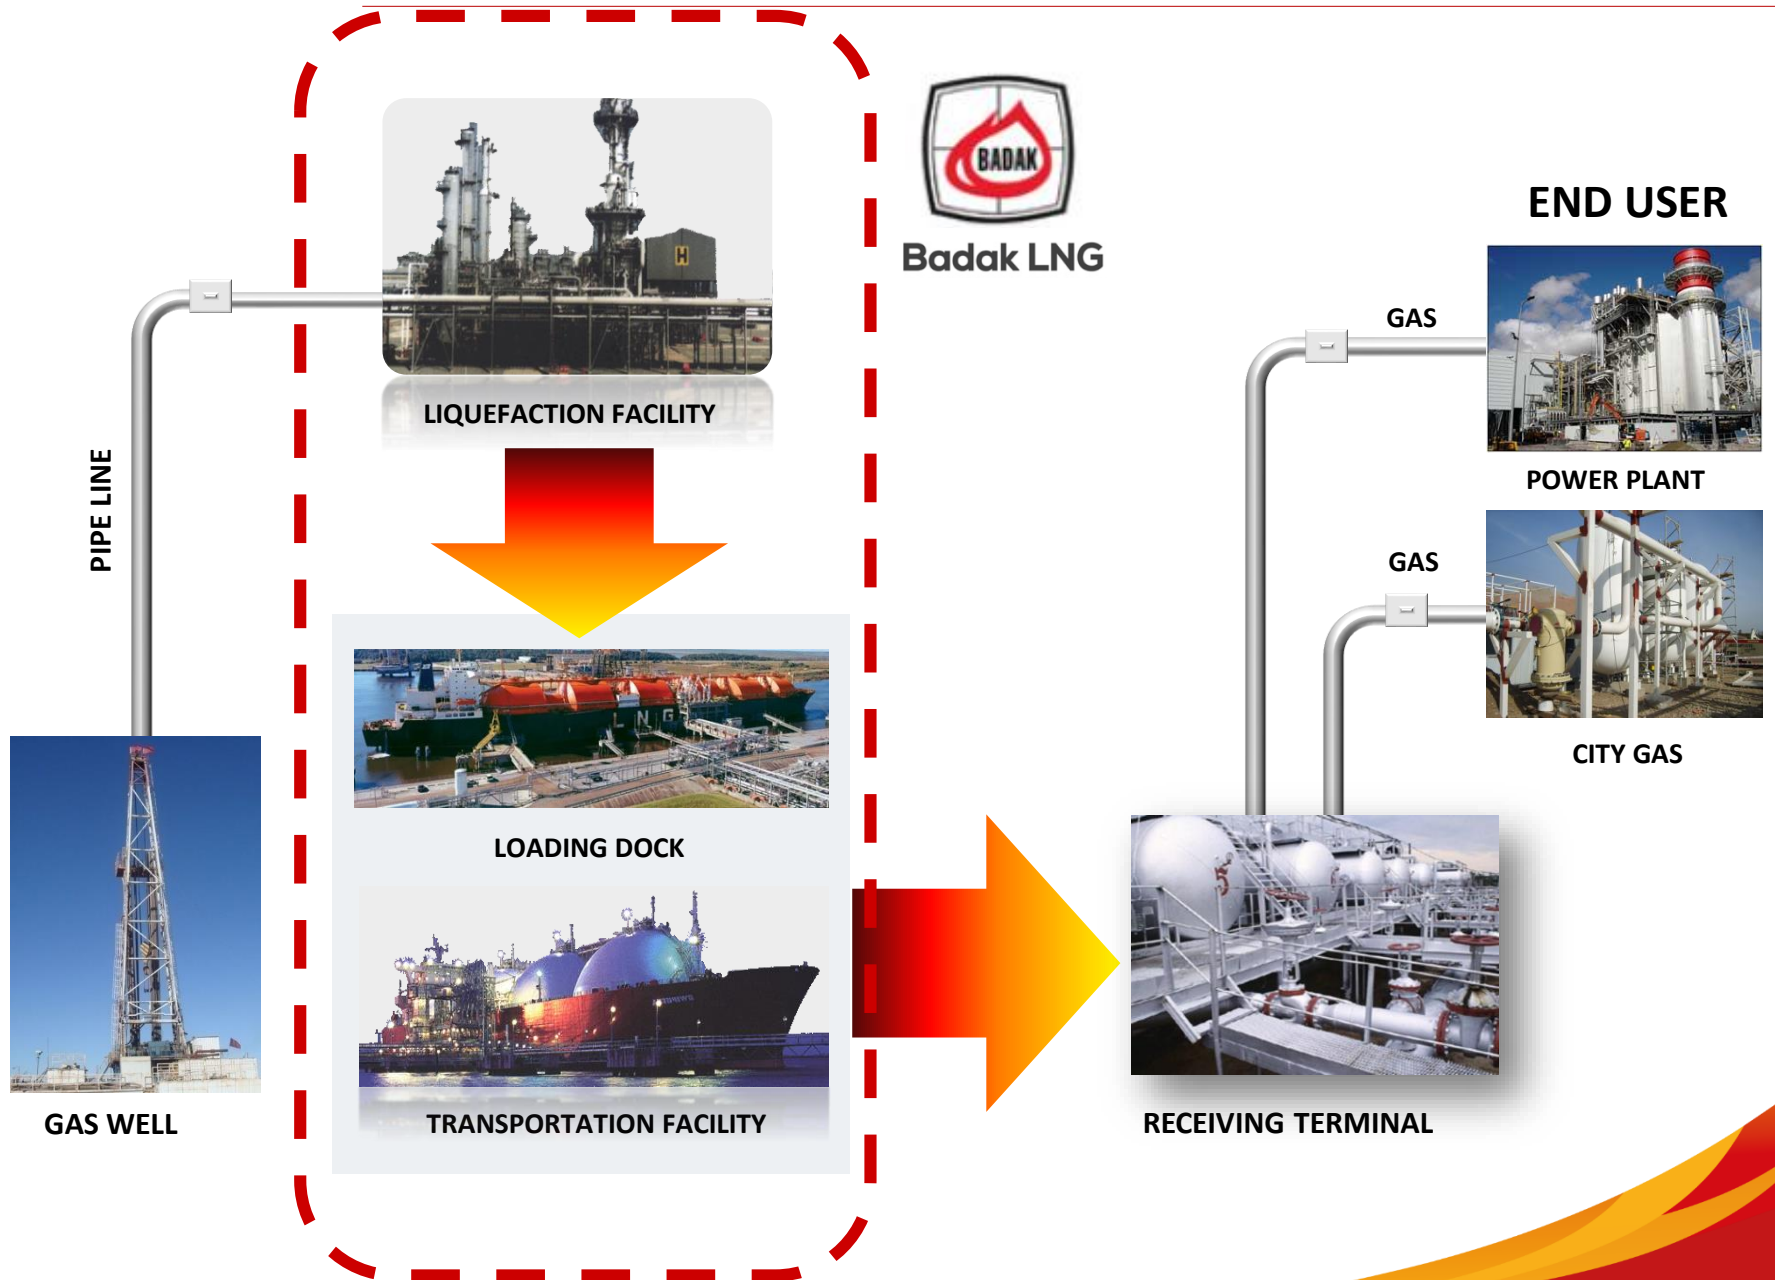 BADAK
Badak LNG
END USER
H
GAS
LIQUEFACTION FACILITY
PIPE LINE
POWER PLANT
GAS
LNG
CITY GAS
LOADING DOCK
5
GAS WELL
TRANSPORTATION FACILITY
RECEIVING TERMINAL